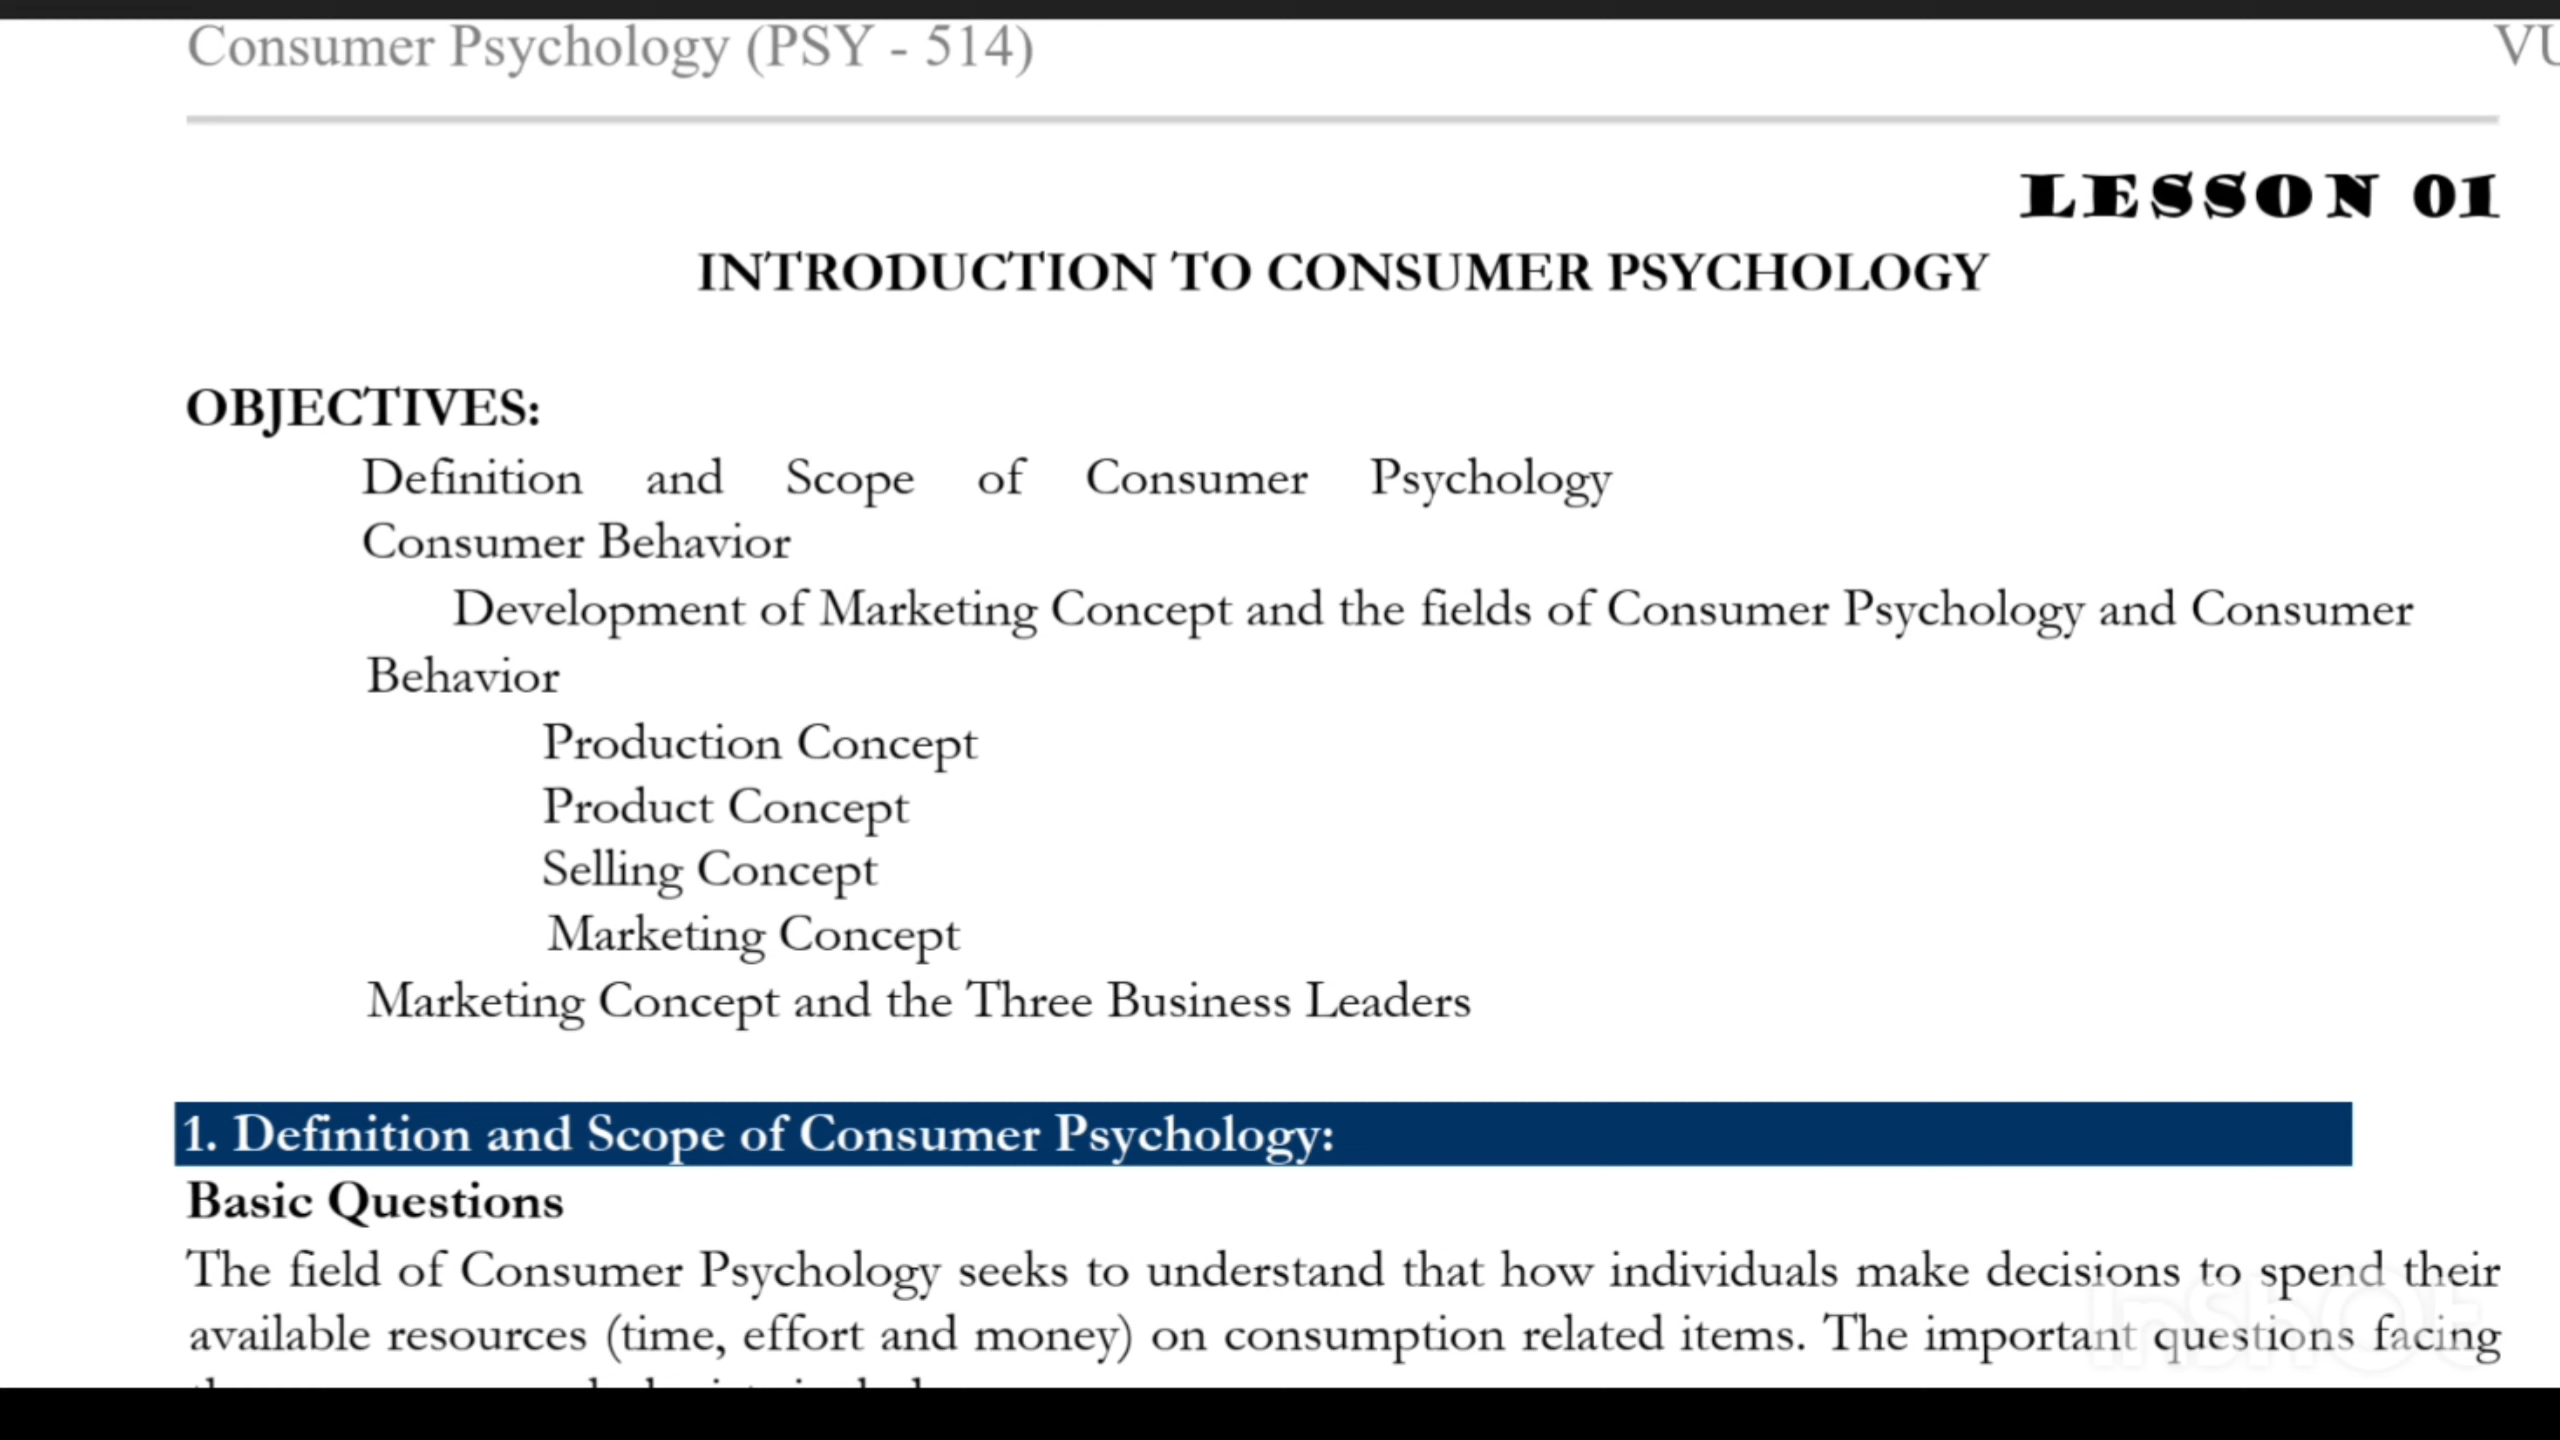 Consumer Psychology (PSY - 514)
VU
LESSON 01
INTRODUCTION TO CONSUMER PSYCHOLOGY
OBJECTIVES:
Definition and Scope of Consumer Psychology
Consumer Behavior
Development of Marketing Concept and the fields of Consumer Psychology and Consumer
Behavior
Production Concept
Product Concept
Selling Concept
Marketing Concept
Marketing Concept and the Three Business Leaders
1. Definition and Scope of Consumer Psychology:
Basic Questions
The field of Consumer Psychology seeks to understand that how individuals make decisions to spend their
available resources (time, effort and money) on consumption related items. The important questions facing
InShOt